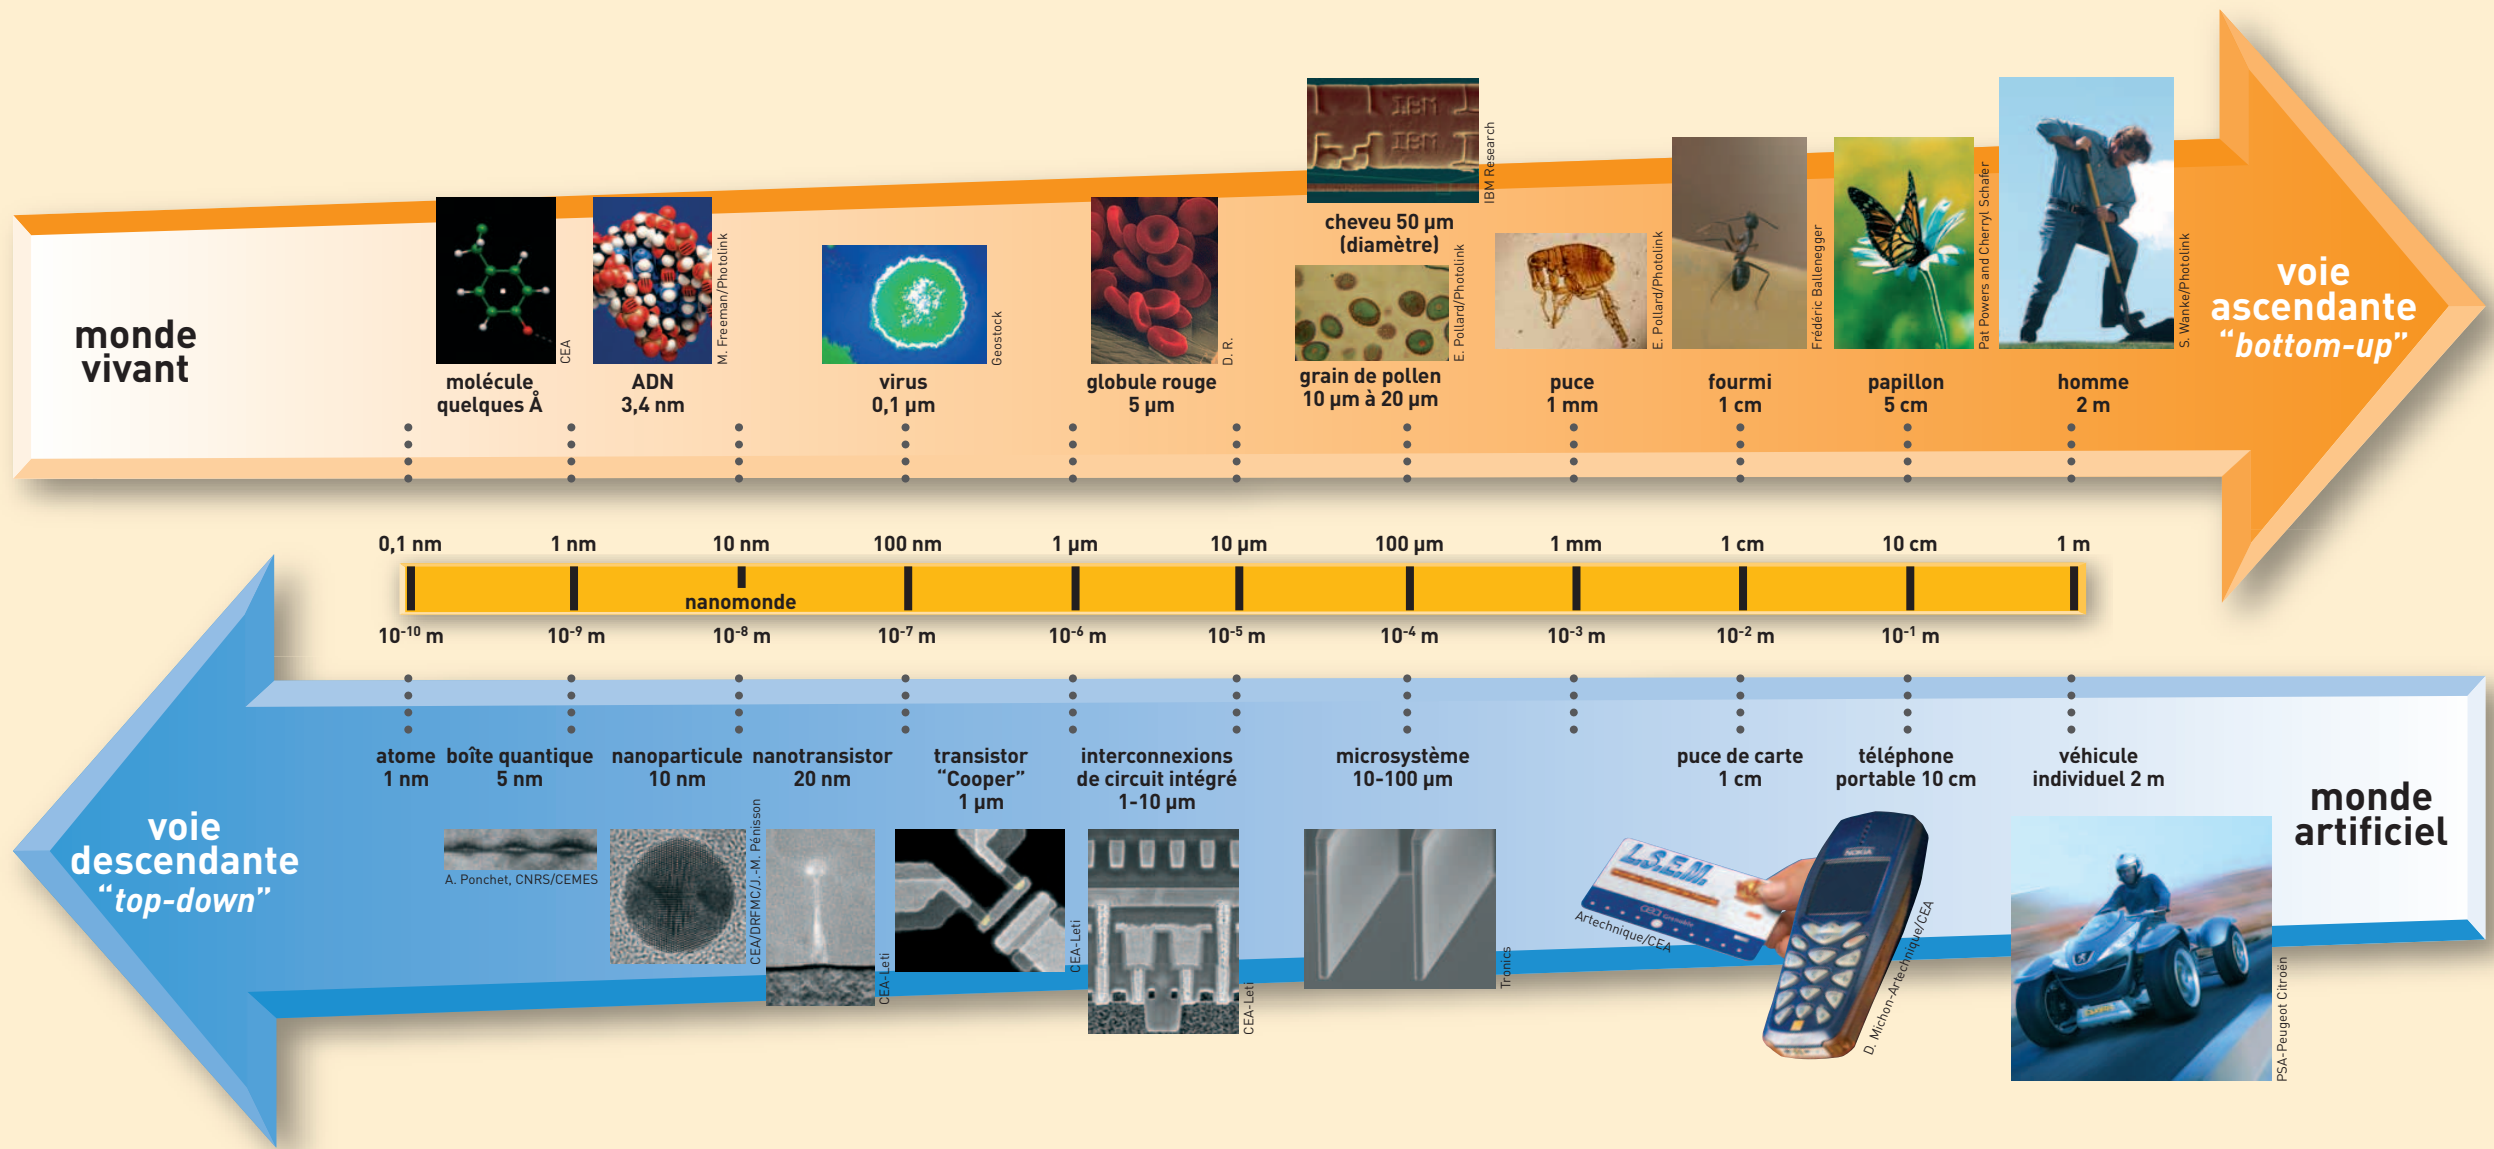 IBM
IBM
IBM Research
cheveu 50 µm
(diamètre)
monde
vivant
CEA
molécule
quelques Å
M. Freeman/Photolink
ADN
3,4 nm
Geostock
virus
0,1 µm
D. R.
globule rouge
5 µm
E. Pollard/Photolink
grain de pollen
10 µm à 20 µm
E. Pollard/Photolink
puce
1 mm
Frédéric Ballenegger
fourmi
1 cm
Pat Powers and Cherryl Schafer
papillon
5 cm
S. Wanke/Photolink
homme
2 m
voie
ascendante
“bottom-up”
0,1 nm 1 nm 10 nm 100 nm 1 µm 10 µm 100 µm 1 mm 1 cm 10 cm 1 m
nanomonde
10-10 m 10-9 m 10-8 m 10-7 m 10-6 m 10-5 m 10-4 m 10-3 m 10-2 m 10-1 m
voie
descendante
“top-down”
atome
1 nm
boîte quantique
5 nm
A. Ponchet, CNRS/CEMES
nanoparticule
10 nm
CEA/DRFMC/J.-M. Pénisson
nanotransistor
20 nm
CEA-Leti
transistor
“Cooper”
1 µm
CEA-Leti
interconnexions
de circuit intégré
1-10 µm
CEA-Leti
microsystème
10-100 µm
Tronics
puce de carte
1 cm
L.S.E.M.
Artechnique/CEA
téléphone
portable 10 cm
NOKIA
D. Michon-Artechnique/CEA
véhicule
individuel 2 m
PSA-Peugeot Citroën
monde
artificiel